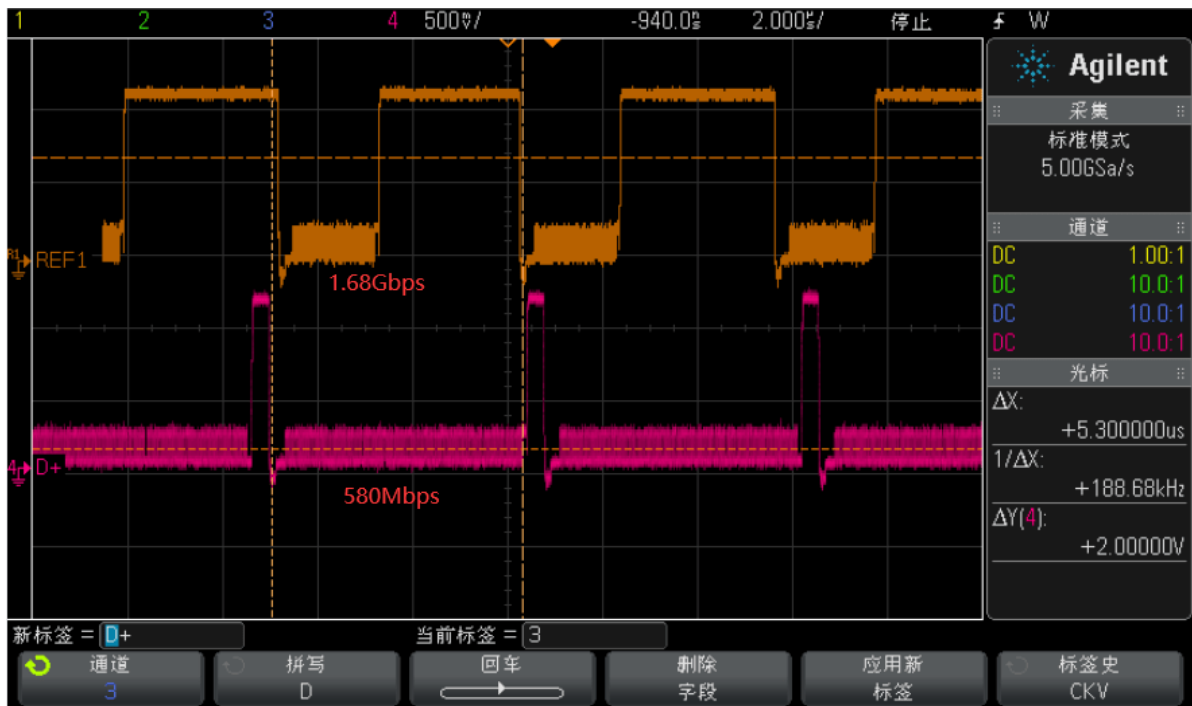 1 2 3 4 500mV/ -940.0ns 2.000us/ 停止 W
Agilent
采集
标准模式
5.00GSa/s
通道
DC 1.00:1
DC 10.0:1
DC 10.0:1
DC 10.0:1
光标
ΔX:
+5.300000us
1/ΔX:
+188.68kHz
ΔY(4):
+2.00000V
R1 REF1
1.68Gbps
4 D+
580Mbps
新标签 = D+ 当前标签 = 3
通道 拼写 回车 删除 应用新 标签史
3 D 字段 标签 CKV